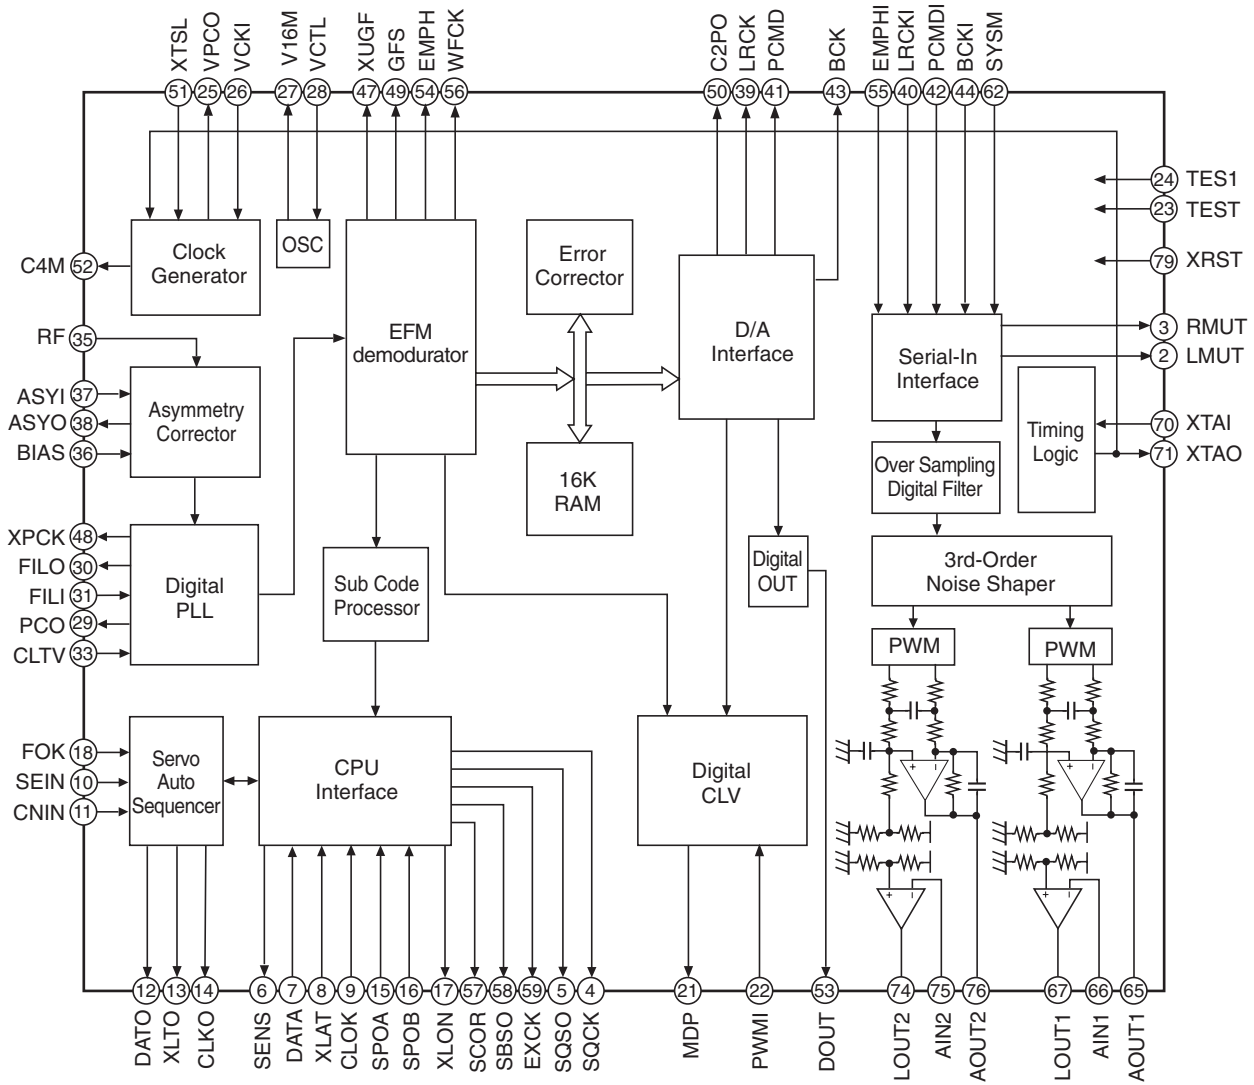 XTSL
VPCO
VCKI
V16M
VCTL
XUGF
GFS
EMPH
WFCK
C2PO
LRCK
PCMD
BCK
EMPHI
LRCKI
PCMDI
BCKI
SYSM
51
25
26
27
28
47
49
54
56
50
39
41
43
55
40
42
44
62
24 TES1
23 TEST
79 XRST
3 RMUT
2 LMUT
70 XTAI
71 XTAO
C4M 52
RF 35
ASYI 37
ASYO 38
BIAS 36
XPCK 48
FILO 30
FILI 31
PCO 29
CLTV 33
FOK 18
SEIN 10
CNIN 11
Clock
Generator
OSC
EFM
demodurator
Error
Corrector
D/A
Interface
Serial-In
Interface
Timing
Logic
Asymmetry
Corrector
16K
RAM
Over Sampling
Digital Filter
Digital
PLL
Sub Code
Processor
Digital
OUT
3rd-Order
Noise Shaper
PWM
PWM
Servo
Auto
Sequencer
CPU
Interface
Digital
CLV
+ −
+ −
+ −
+ −
12
13
14
6
7
8
9
15
16
17
57
58
59
5
4
21
22
53
74
75
76
67
66
65
DATO
XLTO
CLKO
SENS
DATA
XLAT
CLOK
SPOA
SPOB
XLON
SCOR
SBSO
EXCK
SQSO
SQCK
MDP
PWMI
DOUT
LOUT2
AIN2
AOUT2
LOUT1
AIN1
AOUT1